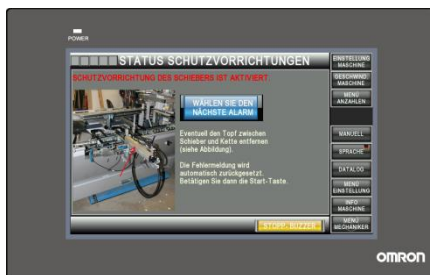 POWER
STATUS SCHUTZVORRICHTUNGEN
SCHUTZVORRICHTUNG DES SCHIEBERS IST AKTIVIERT.
WÄHLEN SIE DEN
NÄCHSTE ALARM
Eventuell den Topf zwischen
Schieber und Kette entfernen
(siehe Abbildung).
Die Fehlermeldung wird
automatisch zurückgesetzt.
Betätigen Sie dann die Start-Taste.
STOPP. BUZZER
EINSTELLUNG
MASCHINE
GESCHWIND.
MASCHINE
MENÜ
ANZAHLEN
MANUELL
SPRACHE
DATALOG
MENÜ
EINSTELLUNG
INFO
MASCHINE
MENÜ
MECHANIKER
OMRON